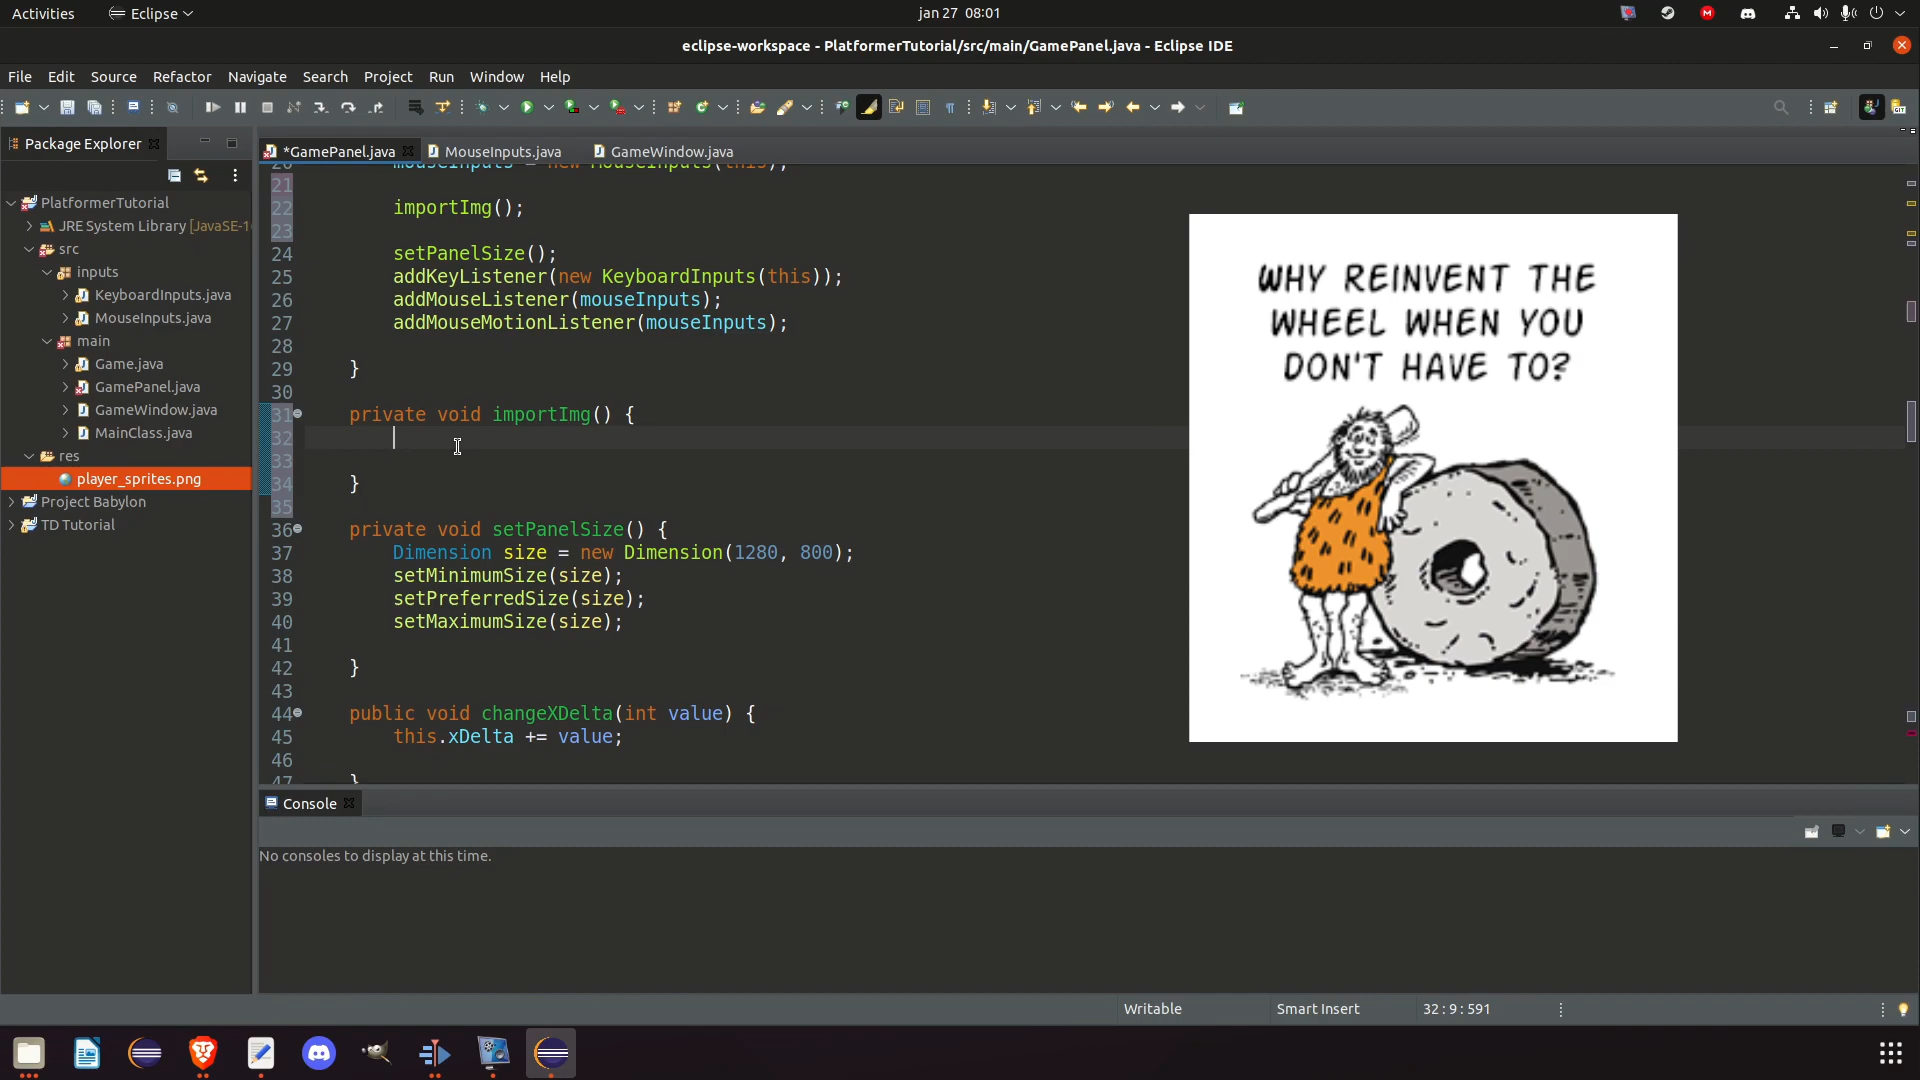 Activities
Eclipse
jan 27 08:01
eclipse-workspace - PlatformerTutorial/src/main/GamePanel.java - Eclipse IDE
File Edit Source Refactor Navigate Search Project Run Window Help
Package Explorer
*GamePanel.java
MouseInputs.java
GameWindow.java
PlatformerTutorial
JRE System Library [JavaSE-1
src
inputs
KeyboardInputs.java
MouseInputs.java
main
Game.java
GamePanel.java
GameWindow.java
MainClass.java
res
player_sprites.png
Project Babylon
TD Tutorial
20 mouseInputs = new MouseInputs(this);
21
22 importImg();
23
24 setPanelSize();
25 addKeyListener(new KeyboardInputs(this));
26 addMouseListener(mouseInputs);
27 addMouseMotionListener(mouseInputs);
28
29 }
30
31 private void importImg() {
32
33
34 }
35
36 private void setPanelSize() {
37 Dimension size = new Dimension(1280, 800);
38 setMinimumSize(size);
39 setPreferredSize(size);
40 setMaximumSize(size);
41
42 }
43
44 public void changeXDelta(int value) {
45 this.xDelta += value;
46
47 }
WHY REINVENT THE
WHEEL WHEN YOU
DON'T HAVE TO?
Console
No consoles to display at this time.
Writable
Smart Insert
32 : 9 : 591